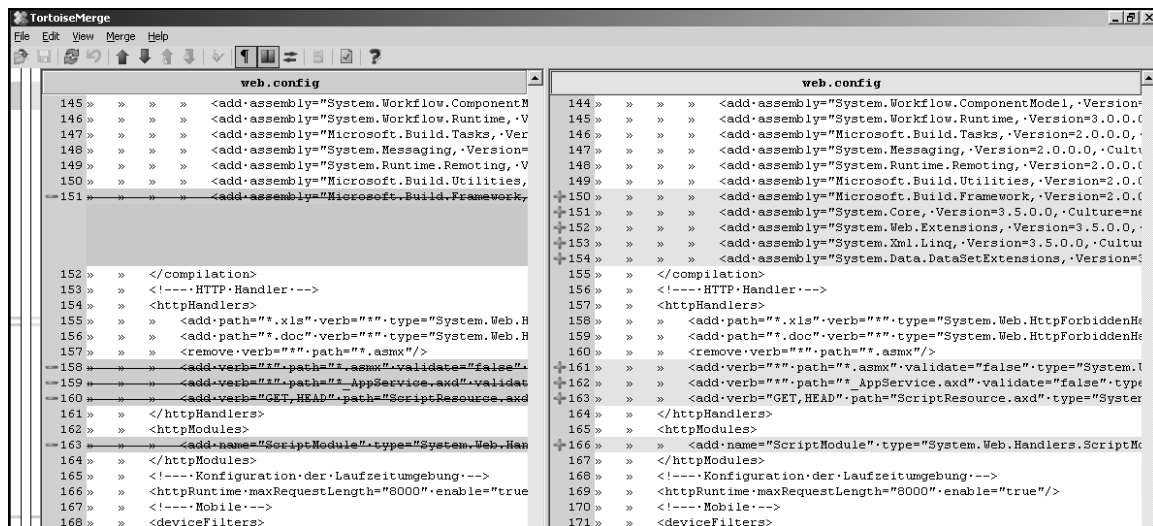 TortoiseMerge
File Edit View Merge Help
web.config
145 » » » » <add·assembly="System.Workflow.ComponentM
146 » » » » <add·assembly="System.Workflow.Runtime,·V
147 » » » » <add·assembly="Microsoft.Build.Tasks,·Ver
148 » » » » <add·assembly="System.Messaging,·Version=
149 » » » » <add·assembly="System.Runtime.Remoting,·V
150 » » » » <add·assembly="Microsoft.Build.Utilities,
151 » » » » <add·assembly="Microsoft.Build.Framework,
152 » » </compilation>
153 » » <!--–·HTTP·Handler·-->
154 » » <httpHandlers>
155 » » » <add·path="*.xls"·verb="*"·type="System.Web.H
156 » » » <add·path="*.doc"·verb="*"·type="System.Web.H
157 » » » <remove·verb="*"·path="*.asmx"/>
158 » » » <add·verb="*"·path="*.asmx"·validate="false"·
159 » » » <add·verb="*"·path="*_AppService.axd"·validat
160 » » » <add·verb="GET,HEAD"·path="ScriptResource.axd
161 » » </httpHandlers>
162 » » <httpModules>
163 » » » <add·name="ScriptModule"·type="System.Web.Han
164 » » </httpModules>
165 » » <!--–·Konfiguration·der·Laufzeitumgebung·-->
166 » » <httpRuntime·maxRequestLength="8000"·enable="true
167 » » <!--–·Mobile·-->
168 » » <deviceFilters>
web.config
144 » » » » <add·assembly="System.Workflow.ComponentModel,·Version=
145 » » » » <add·assembly="System.Workflow.Runtime,·Version=3.0.0.0
146 » » » » <add·assembly="Microsoft.Build.Tasks,·Version=2.0.0.0,·
147 » » » » <add·assembly="System.Messaging,·Version=2.0.0.0,·Cultu
148 » » » » <add·assembly="System.Runtime.Remoting,·Version=2.0.0.0
149 » » » » <add·assembly="Microsoft.Build.Utilities,·Version=2.0.0
150 » » » » <add·assembly="Microsoft.Build.Framework,·Version=2.0.0
151 » » » » <add·assembly="System.Core,·Version=3.5.0.0,·Culture=ne
152 » » » » <add·assembly="System.Web.Extensions,·Version=3.5.0.0,·
153 » » » » <add·assembly="System.Xml.Linq,·Version=3.5.0.0,·Cultur
154 » » » » <add·assembly="System.Data.DataSetExtensions,·Version=3
155 » » </compilation>
156 » » <!--–·HTTP·Handler·-->
157 » » <httpHandlers>
158 » » » <add·path="*.xls"·verb="*"·type="System.Web.HttpForbiddenHa
159 » » » <add·path="*.doc"·verb="*"·type="System.Web.HttpForbiddenHa
160 » » » <remove·verb="*"·path="*.asmx"/>
161 » » » <add·verb="*"·path="*.asmx"·validate="false"·type="System.U
162 » » » <add·verb="*"·path="*_AppService.axd"·validate="false"·type
163 » » » <add·verb="GET,HEAD"·path="ScriptResource.axd"·type="System
164 » » </httpHandlers>
165 » » <httpModules>
166 » » » <add·name="ScriptModule"·type="System.Web.Handlers.ScriptMo
167 » » </httpModules>
168 » » <!--–·Konfiguration·der·Laufzeitumgebung·-->
169 » » <httpRuntime·maxRequestLength="8000"·enable="true"/>
170 » » <!--–·Mobile·-->
171 » » <deviceFilters>